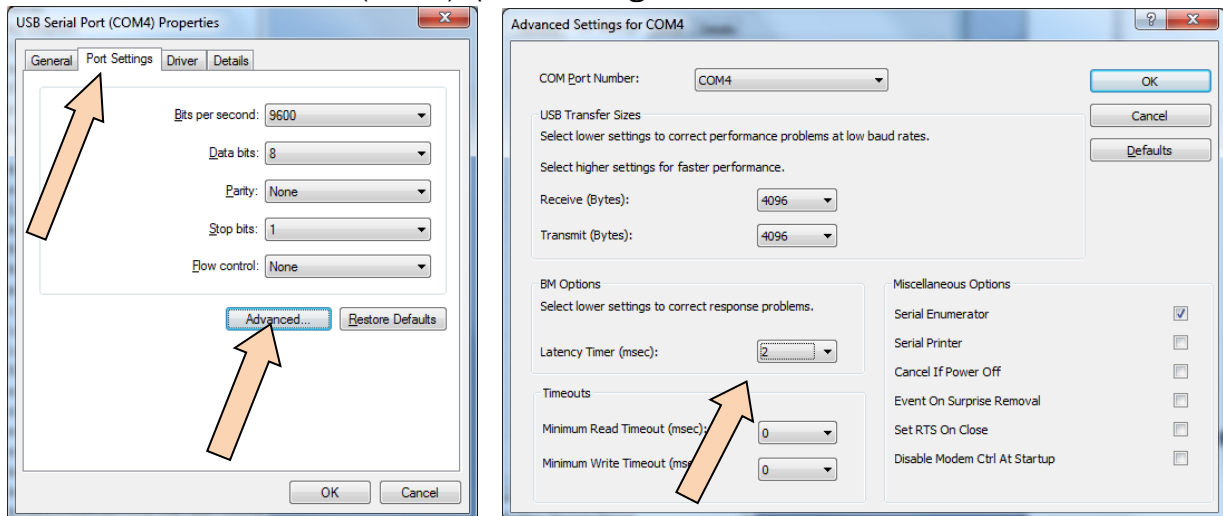 USB Serial Port (COM4) Properties
General Port Settings Driver Details
Bits per second: 9600
Data bits: 8
Parity: None
Stop bits: 1
Flow control: None
Advanced... Restore Defaults
OK Cancel
Advanced Settings for COM4
COM Port Number: COM4
OK
Cancel
Defaults
USB Transfer Sizes
Select lower settings to correct performance problems at low baud rates.
Select higher settings for faster performance.
Receive (Bytes): 4096
Transmit (Bytes): 4096
BM Options
Select lower settings to correct response problems.
Latency Timer (msec): 2
Timeouts
Minimum Read Timeout (msec): 0
Minimum Write Timeout 0
Miscellaneous Options
Serial Enumerator
Serial Printer
Cancel If Power Off
Event On Surprise Removal
Set RTS On Close
Disable Modem Ctrl At Startup